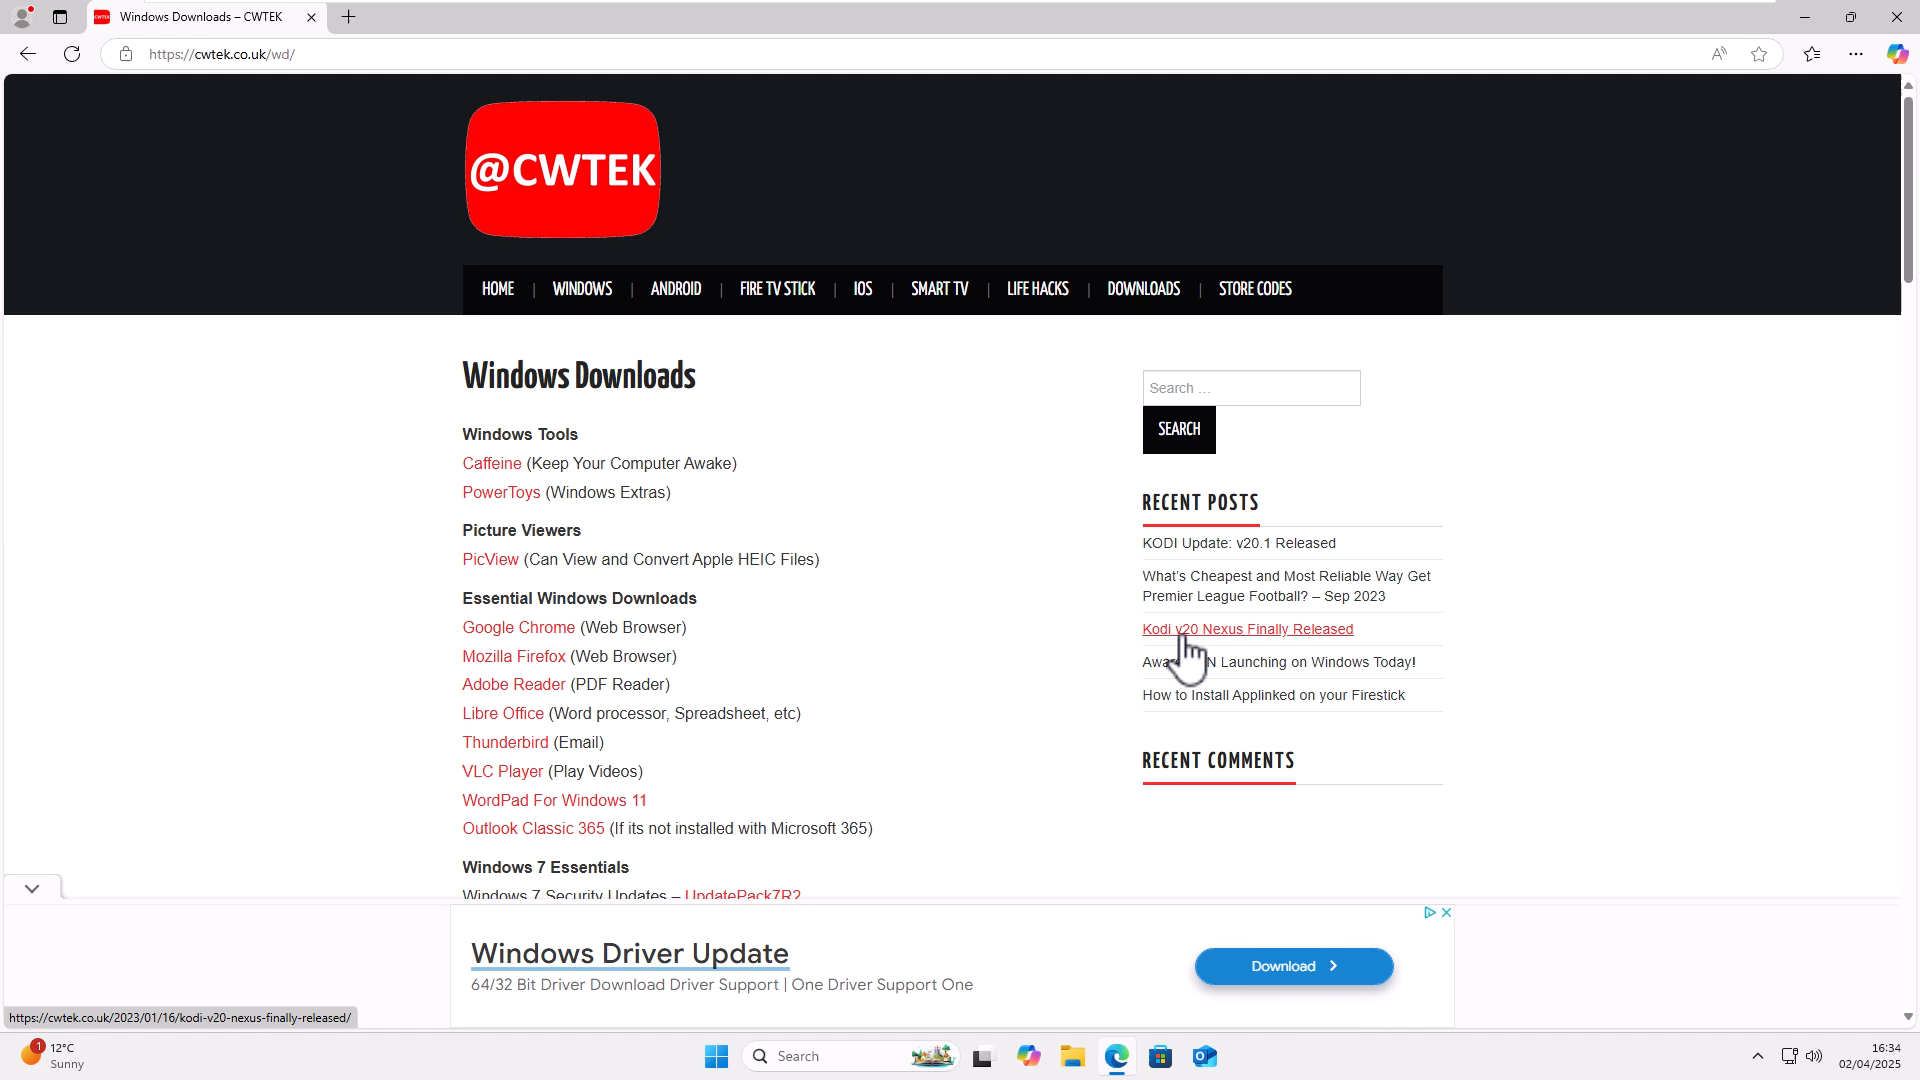 Windows Downloads – CWTEK
https://cwtek.co.uk/wd/
@CWTEK
HOME | WINDOWS | ANDROID | FIRE TV STICK | IOS | SMART TV | LIFE HACKS | DOWNLOADS | STORE CODES
Windows Downloads
Windows Tools
Caffeine (Keep Your Computer Awake)
PowerToys (Windows Extras)
Picture Viewers
PicView (Can View and Convert Apple HEIC Files)
Essential Windows Downloads
Google Chrome (Web Browser)
Mozilla Firefox (Web Browser)
Adobe Reader (PDF Reader)
Libre Office (Word processor, Spreadsheet, etc)
Thunderbird (Email)
VLC Player (Play Videos)
WordPad For Windows 11
Outlook Classic 365 (If its not installed with Microsoft 365)
Windows 7 Essentials
Windows 7 Security Updates – UpdatePack7R2
Search ...
SEARCH
RECENT POSTS
KODI Update: v20.1 Released
What's Cheapest and Most Reliable Way Get
Premier League Football? – Sep 2023
Kodi v20 Nexus Finally Released
Launching on Windows Today!
How to Install Applinked on your Firestick
RECENT COMMENTS
Windows Driver Update
64/32 Bit Driver Download Driver Support | One Driver Support One
Download
https://cwtek.co.uk/2023/01/16/kodi-v20-nexus-finally-released/
1
12°C
Sunny
Search
16:34
02/04/2025